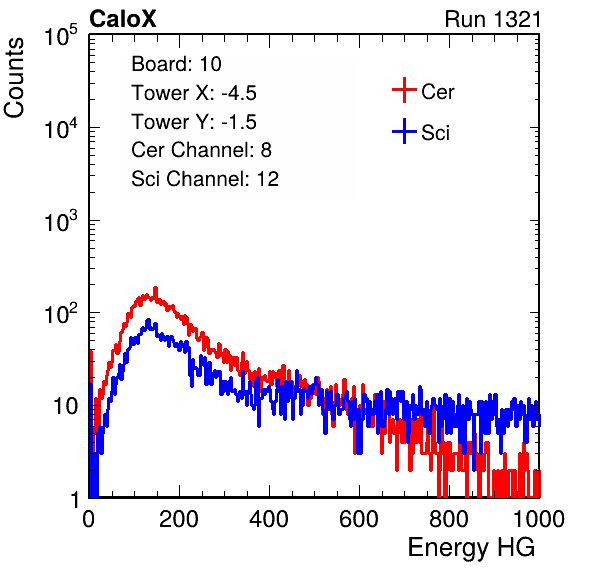 CaloX Run 1321
Counts
10^5
10^4
10^3
10^2
10
1
Board: 10
Tower X: -4.5
Tower Y: -1.5
Cer Channel: 8
Sci Channel: 12
Cer
Sci
0 200 400 600 800 1000
Energy HG